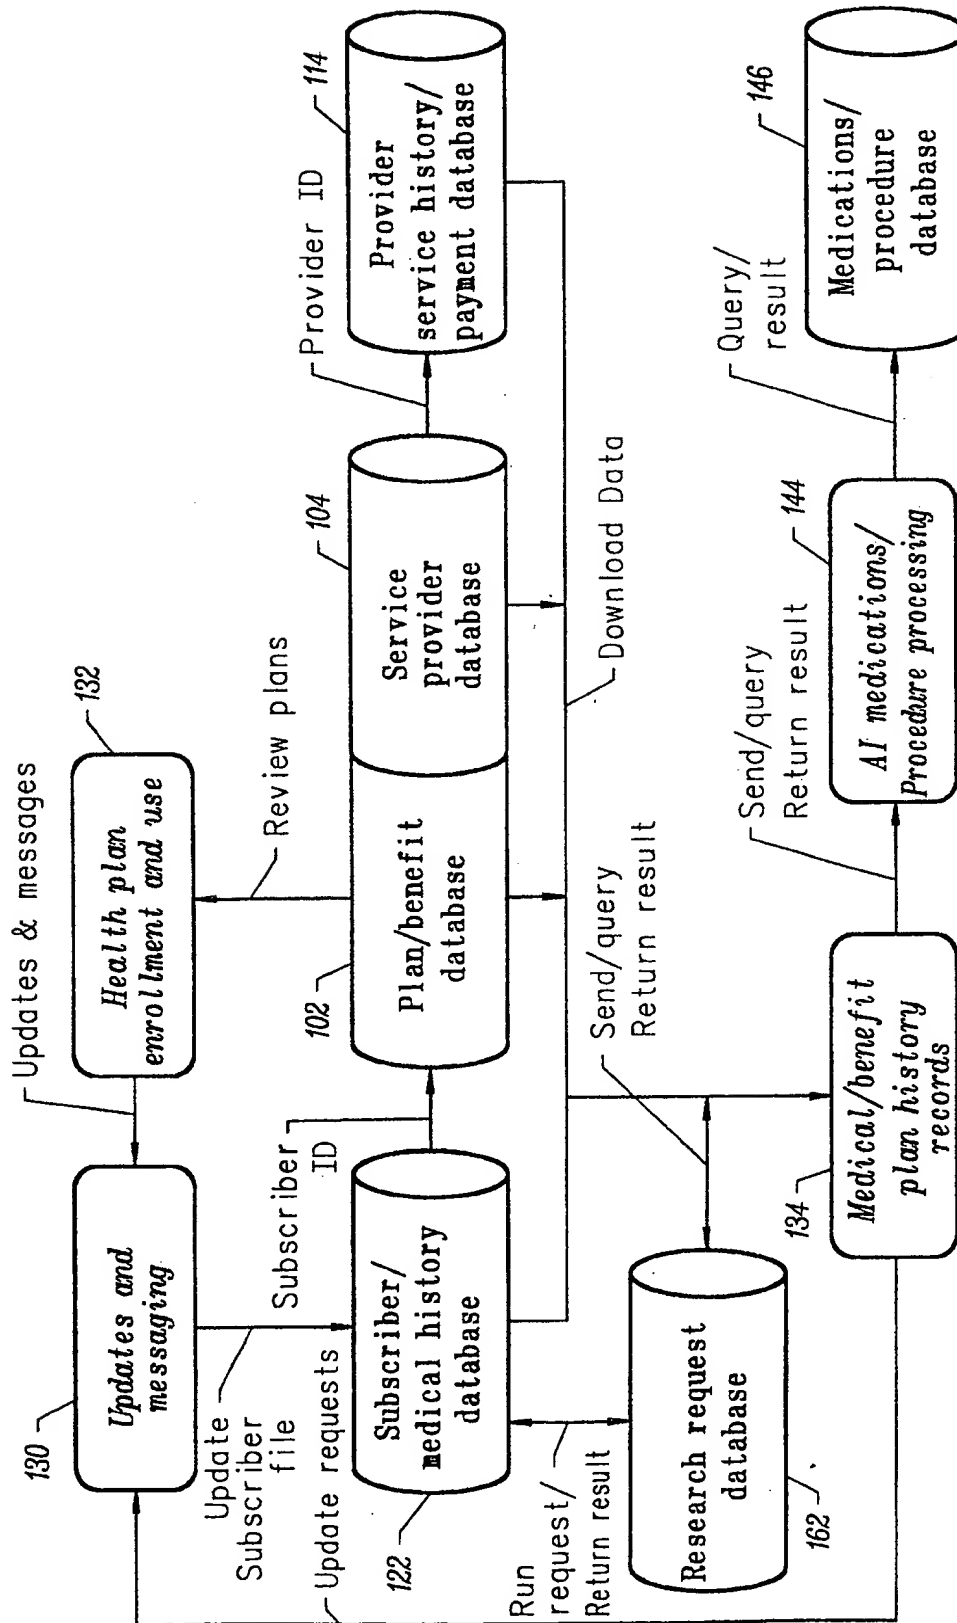 Updates & messages
130
Updates and
messaging
132
Health plan
enrollment and use
Update
Subscriber
file
Review plans
Update requests
Subscriber
ID
Provider ID
122
Subscriber/
medical history
database
102
Plan/benefit
database
104
Service
provider
database
114
Provider
service history/
payment database
Run
request/
Return result
Send/query
Return result
Download Data
162
Research request
database
Send/query
Return result
Query/
result
134
Medical/benefit
plan history
records
144
AI medications/
Procedure processing
146
Medications/
procedure
database